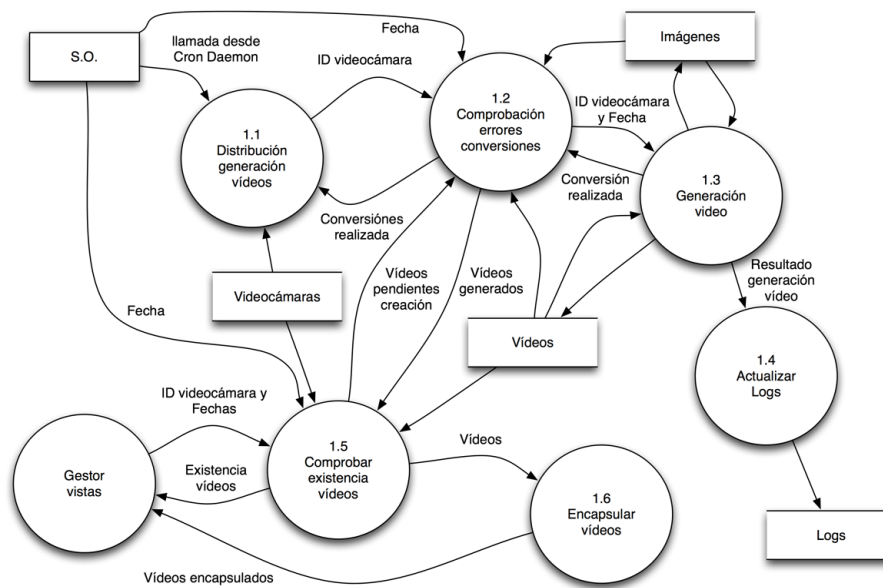 Fecha
Imágenes
S.O.
llamada desde
Cron Daemon
ID videocámara
1.2
Comprobación
errores
conversiones
ID videocámara
y Fecha
1.1
Distribución
generación
vídeos
1.3
Generación
video
Conversión
realizada
Conversiónes
realizada
Vídeos
pendientes
creación
Vídeos
generados
Resultado
generación
vídeo
Videocámaras
Fecha
Vídeos
1.4
Actualizar
Logs
ID videocámara y
Fechas
1.5
Comprobar
existencia
vídeos
Vídeos
Gestor
vistas
Existencia
vídeos
1.6
Encapsular
vídeos
Logs
Vídeos encapsulados